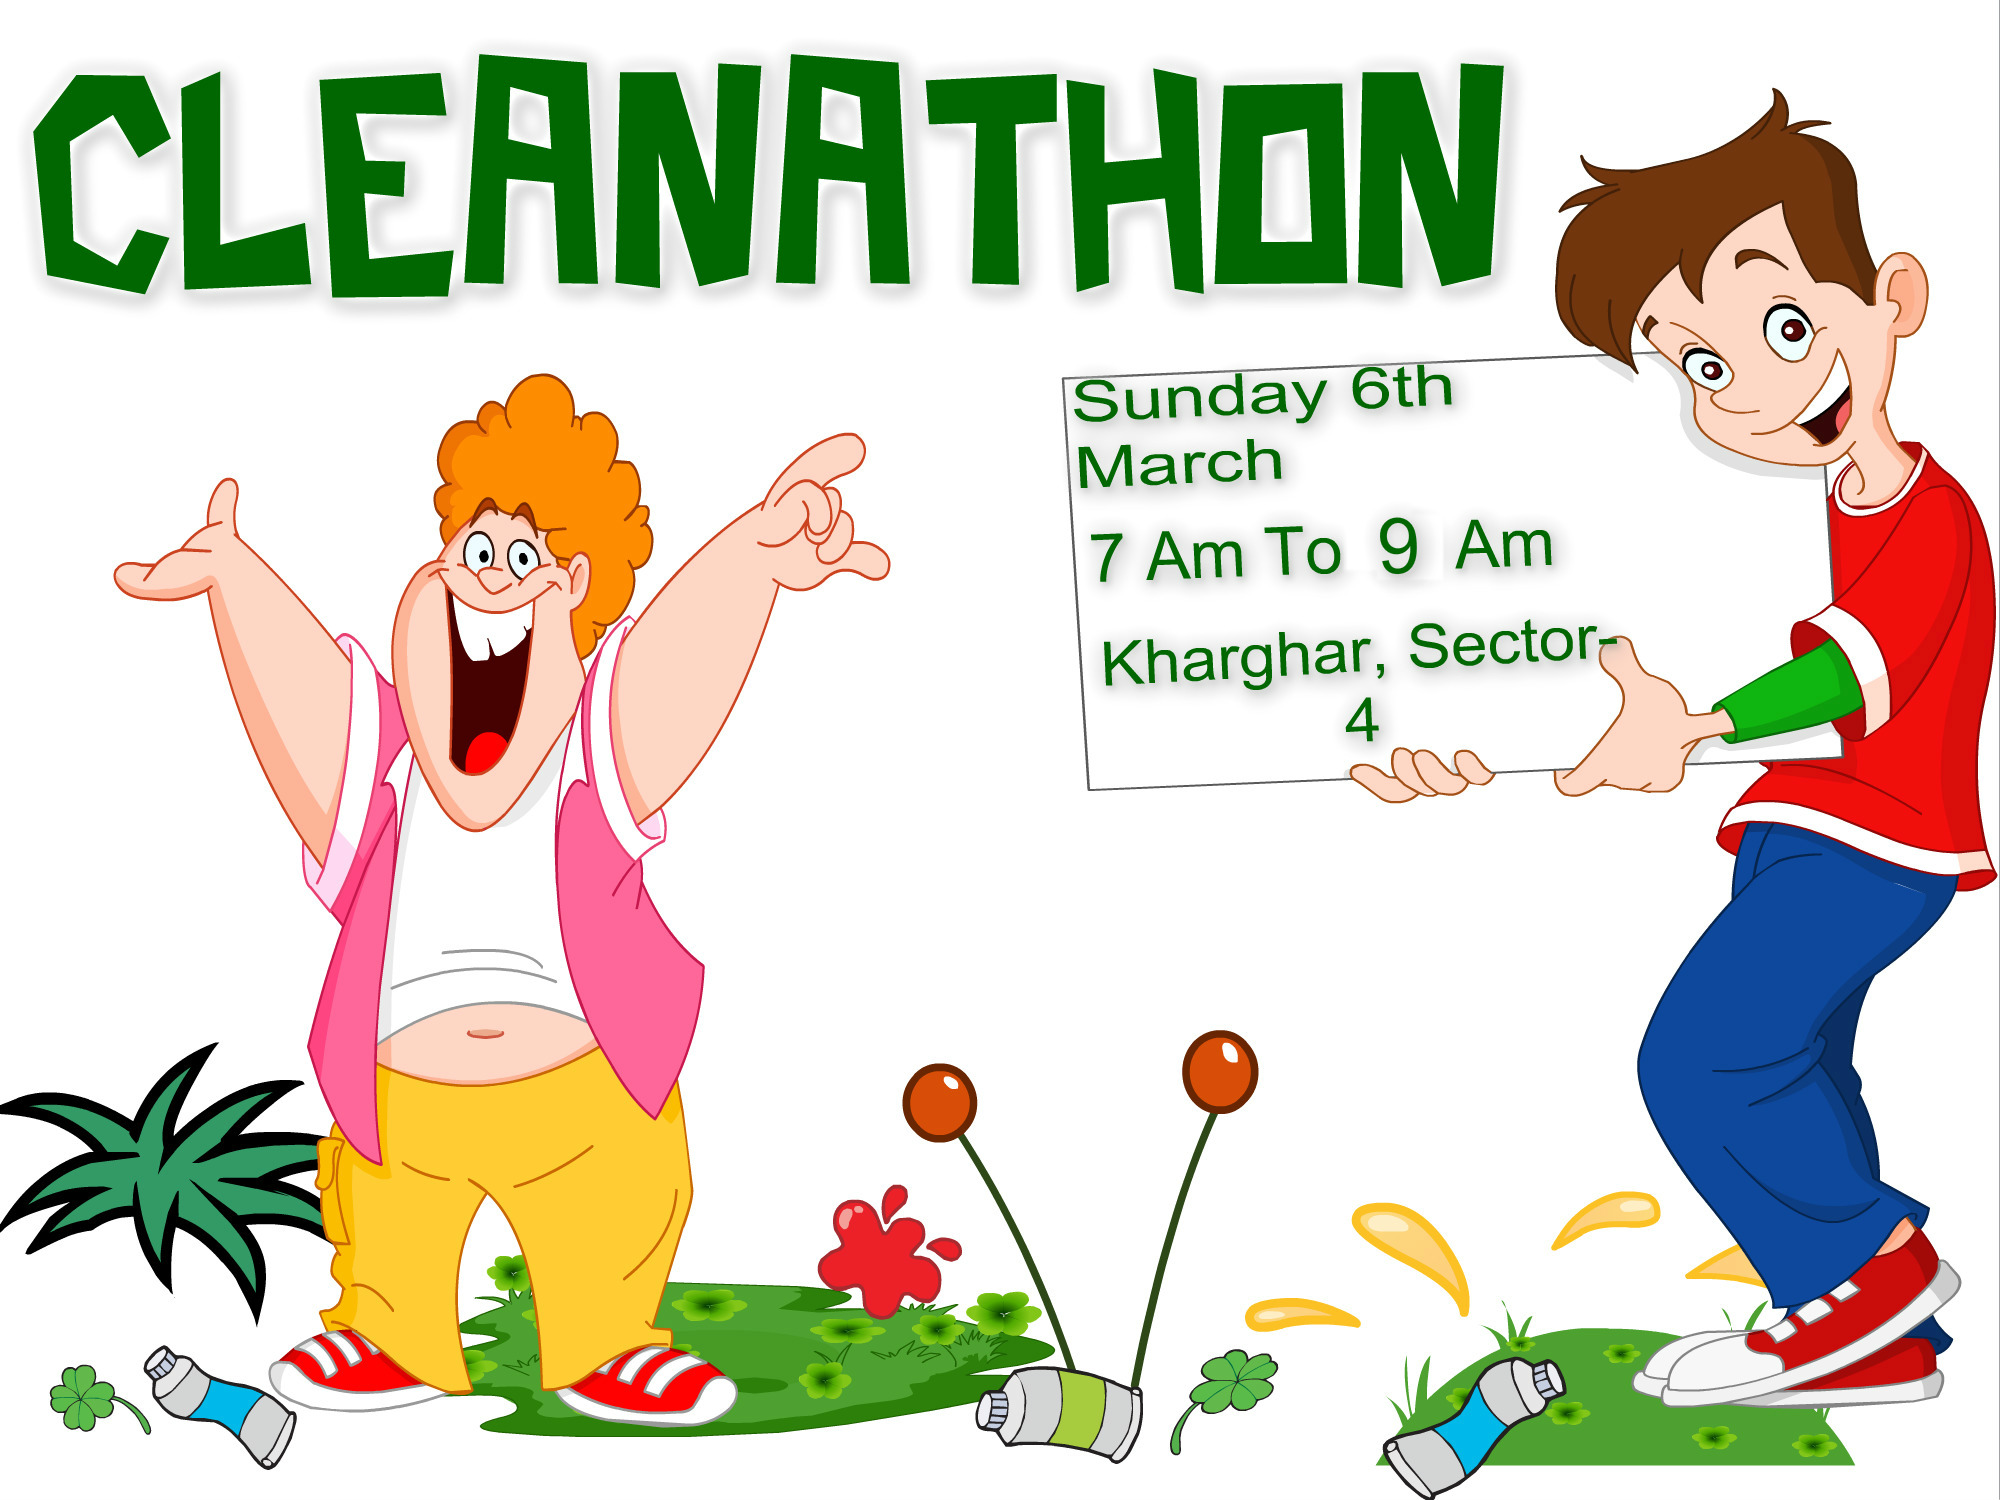 CLEANATHON
Sunday 6th
March
7 Am To 9 Am
Kharghar, Sector-
4